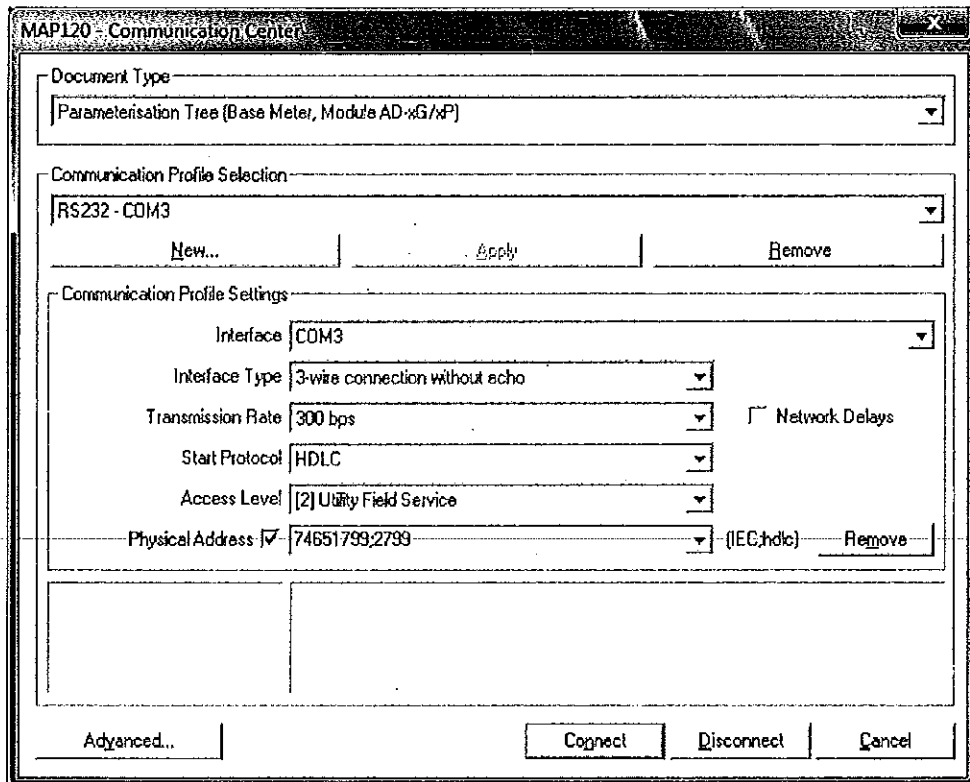 MAP120 - Communication Center
Document Type
Parameterisation Tree (Base Meter, Module AD-xG/xP)
Communication Profile Selection
RS232 - COM3
New... Apply Remove
Communication Profile Settings
Interface COM3
Interface Type 3-wire connection without echo
Transmission Rate 300 bps Network Delays
Start Protocol HDLC
Access Level [2] Utility Field Service
Physical Address 74651799;2799 (IEC;hdlc) Remove
Advanced... Connect Disconnect Cancel